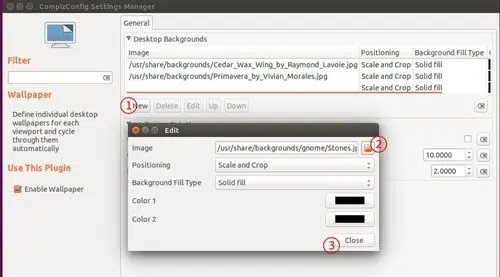 CompizConfig Settings Manager
General
Filter
Wallpaper
Define individual desktop
wallpapers for each
viewport and cycle
through them
automatically
Use This Plugin
Enable Wallpaper
Desktop Backgrounds
Image Positioning Background Fill Type
/usr/share/backgrounds/Cedar_Wax_Wing_by_Raymond_Lavoie.jpg Scale and Crop Solid fill
/usr/share/backgrounds/Primavera_by_Vivian_Morales.jpg Scale and Crop Solid fill
Scale and Crop Solid fill
1 New Delete Edit Up Down
10.0000
2.0000
Edit
Image /usr/share/backgrounds/gnome/Stones.j 2
Positioning Scale and Crop
Background Fill Type Solid fill
Color 1
Color 2
3 Close